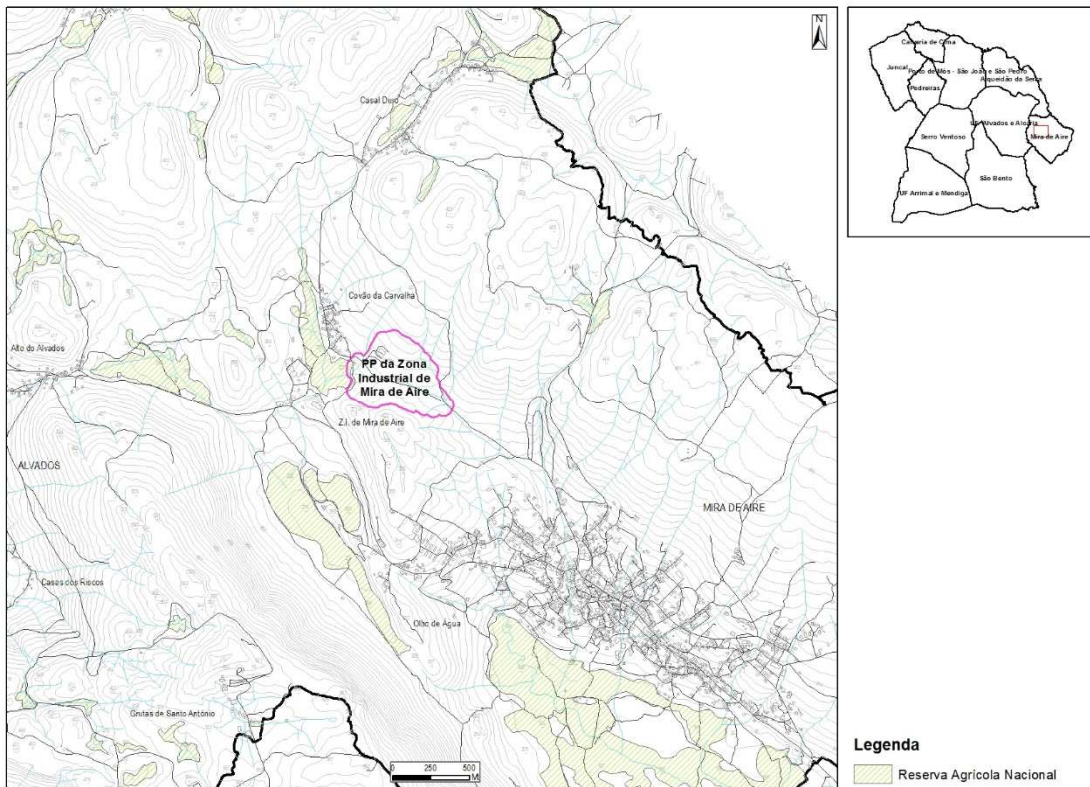 N
Casal Duro
Covão da Carvalha
Alto do Alvados
PP da Zona
Industrial de
Mira de Aire
Z.I. de Mira de Aire
ALVADOS
MIRA DE AIRE
Casas dos Riscos
Olho de Água
Grutas de Santo António
0 250 500
M
Calvaria de Cima
Juncal
Porto de Mós - São João e São Pedro
Alqueidão da Serra
Pedreiras
UF Alvados e Alcaria
Serro Ventoso
Mira de Aire
São Bento
UF Arrimal e Mendiga
Legenda
Reserva Agrícola Nacional